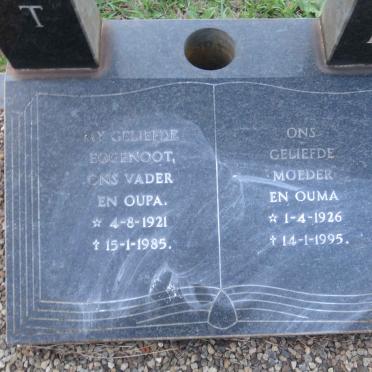 T
MY GELIEFDE
EGGENOOT,
ONS VADER
EN OUPA.
☆ 4-8-1921
† 15-1-1985.
ONS
GELIEFDE
MOEDER
EN OUMA
☆ 1-4-1926
† 14-1-1995.